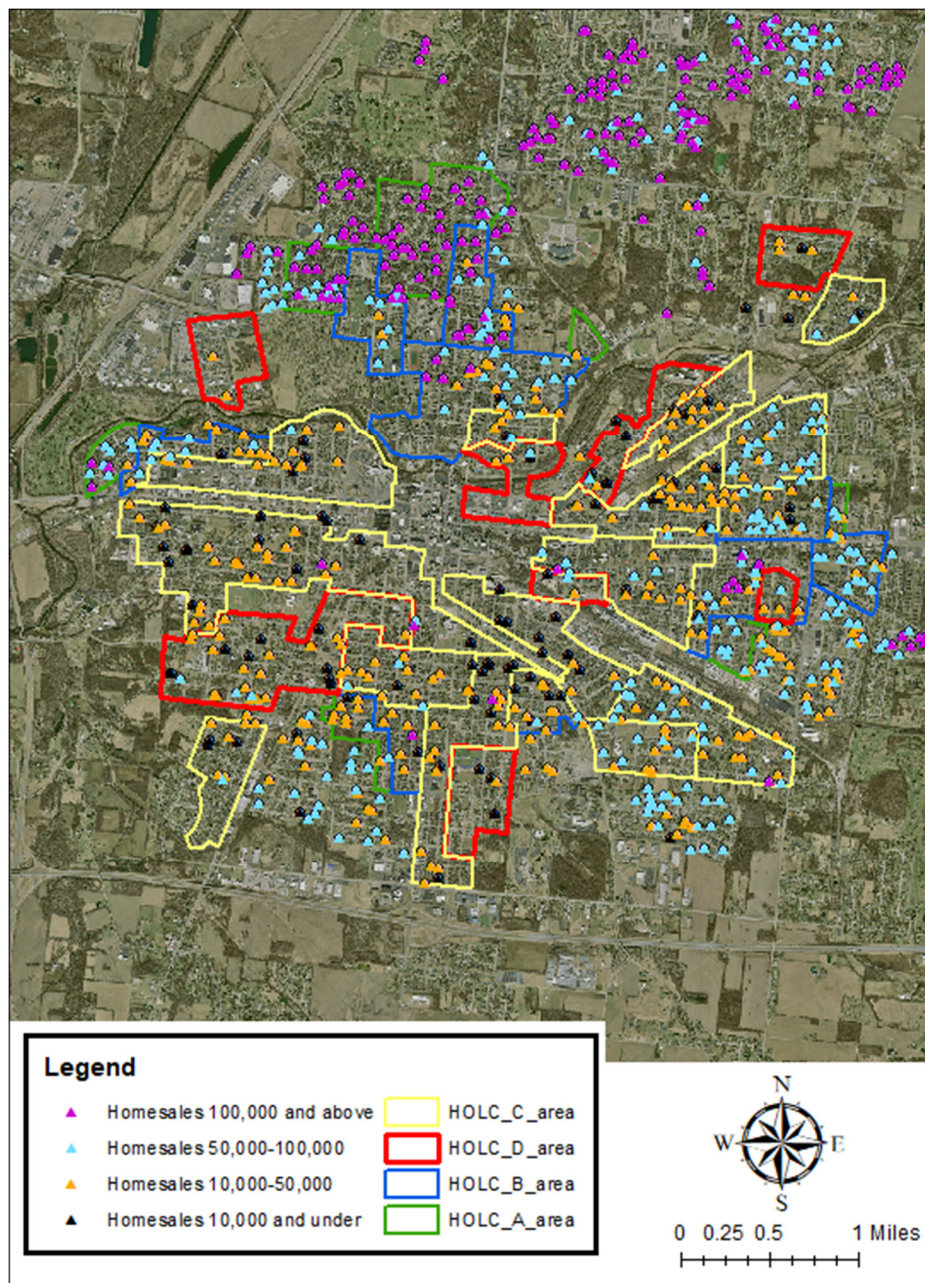 Legend
Homesales 100,000 and above
HOLC_C_area
Homesales 50,000-100,000
HOLC_D_area
Homesales 10,000-50,000
HOLC_B_area
Homesales 10,000 and under
HOLC_A_area
N
W E
S
0 0.25 0.5 1 Miles